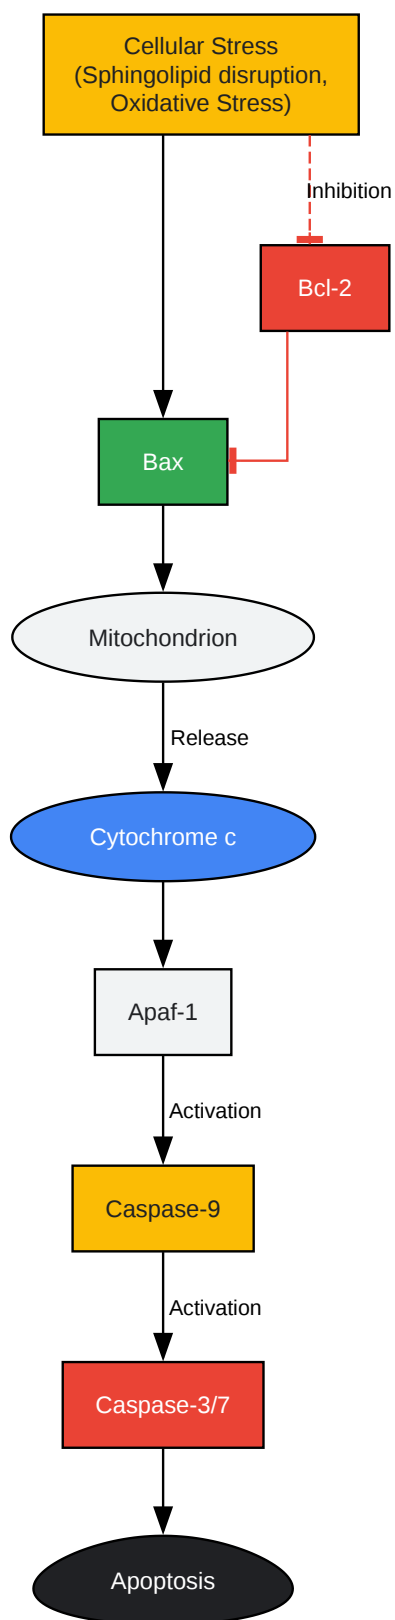 Cellular Stress
(Sphingolipid disruption,
Oxidative Stress)
Inhibition
Bcl-2
Bax
Mitochondrion
Release
Cytochrome c
Apaf-1
Activation
Caspase-9
Activation
Caspase-3/7
Apoptosis